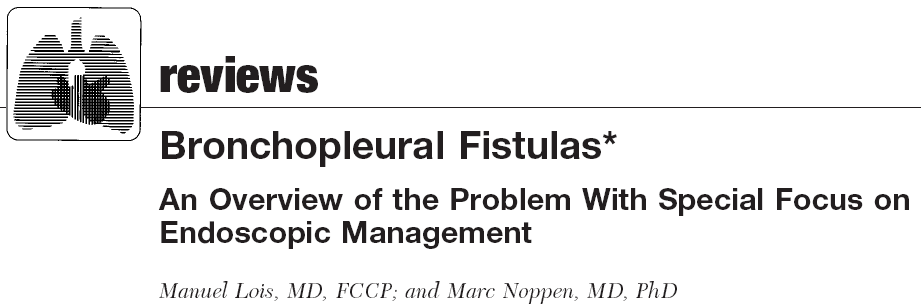 reviews
Bronchopleural Fistulas*
An Overview of the Problem With Special Focus on
Endoscopic Management
Manuel Lois, MD, FCCP; and Marc Noppen, MD, PhD